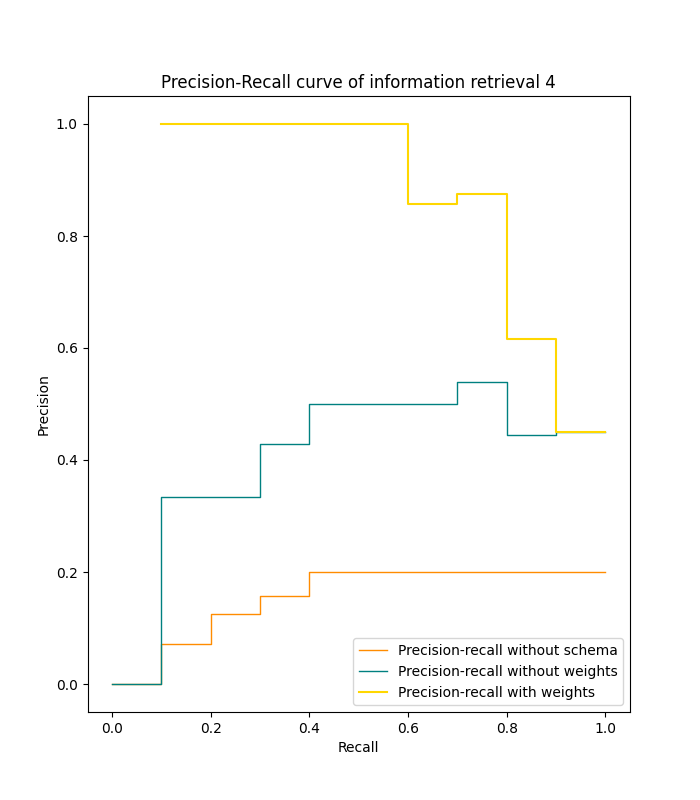 Precision-Recall curve of information retrieval 4
1.0
0.8
0.6
0.4
0.2
0.0
Precision
Precision-recall without schema
Precision-recall without weights
Precision-recall with weights
0.0 0.2 0.4 0.6 0.8 1.0
Recall